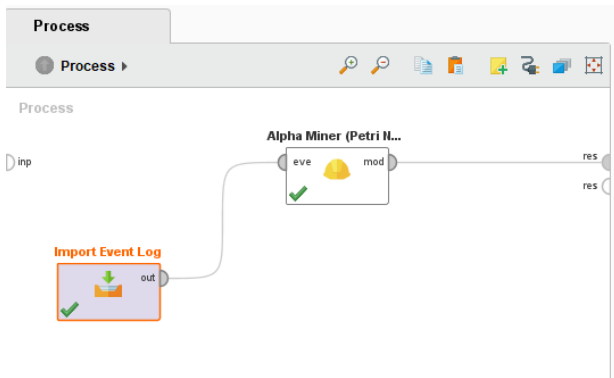 Process
Process
Process
Alpha Miner (Petri N...
inp
eve
mod
res
res
Import Event Log
out